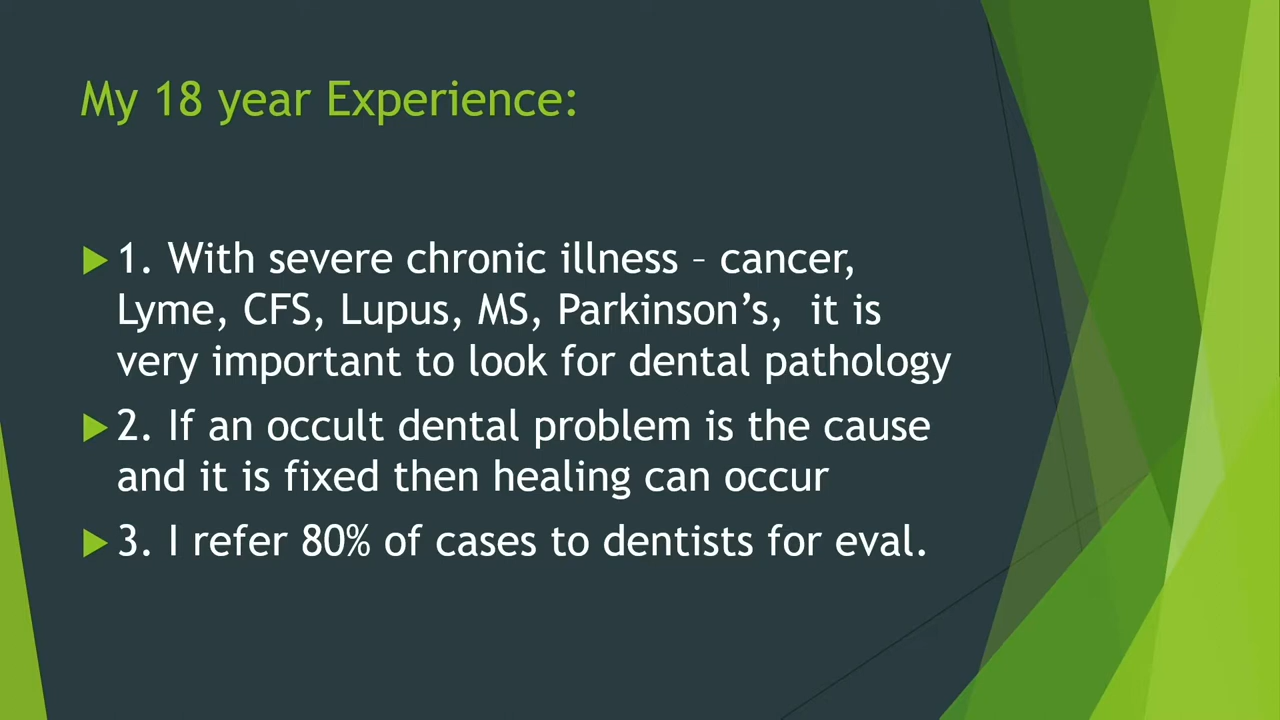 My 18 year Experience:
1. With severe chronic illness – cancer,
Lyme, CFS, Lupus, MS, Parkinson’s, it is
very important to look for dental pathology
2. If an occult dental problem is the cause
and it is fixed then healing can occur
3. I refer 80% of cases to dentists for eval.